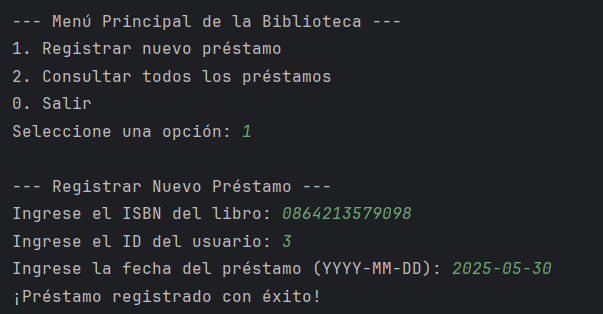 --- Menú Principal de la Biblioteca ---
1. Registrar nuevo préstamo
2. Consultar todos los préstamos
0. Salir
Seleccione una opción: 1
--- Registrar Nuevo Préstamo ---
Ingrese el ISBN del libro: 0864213579098
Ingrese el ID del usuario: 3
Ingrese la fecha del préstamo (YYYY-MM-DD): 2025-05-30
¡Préstamo registrado con éxito!